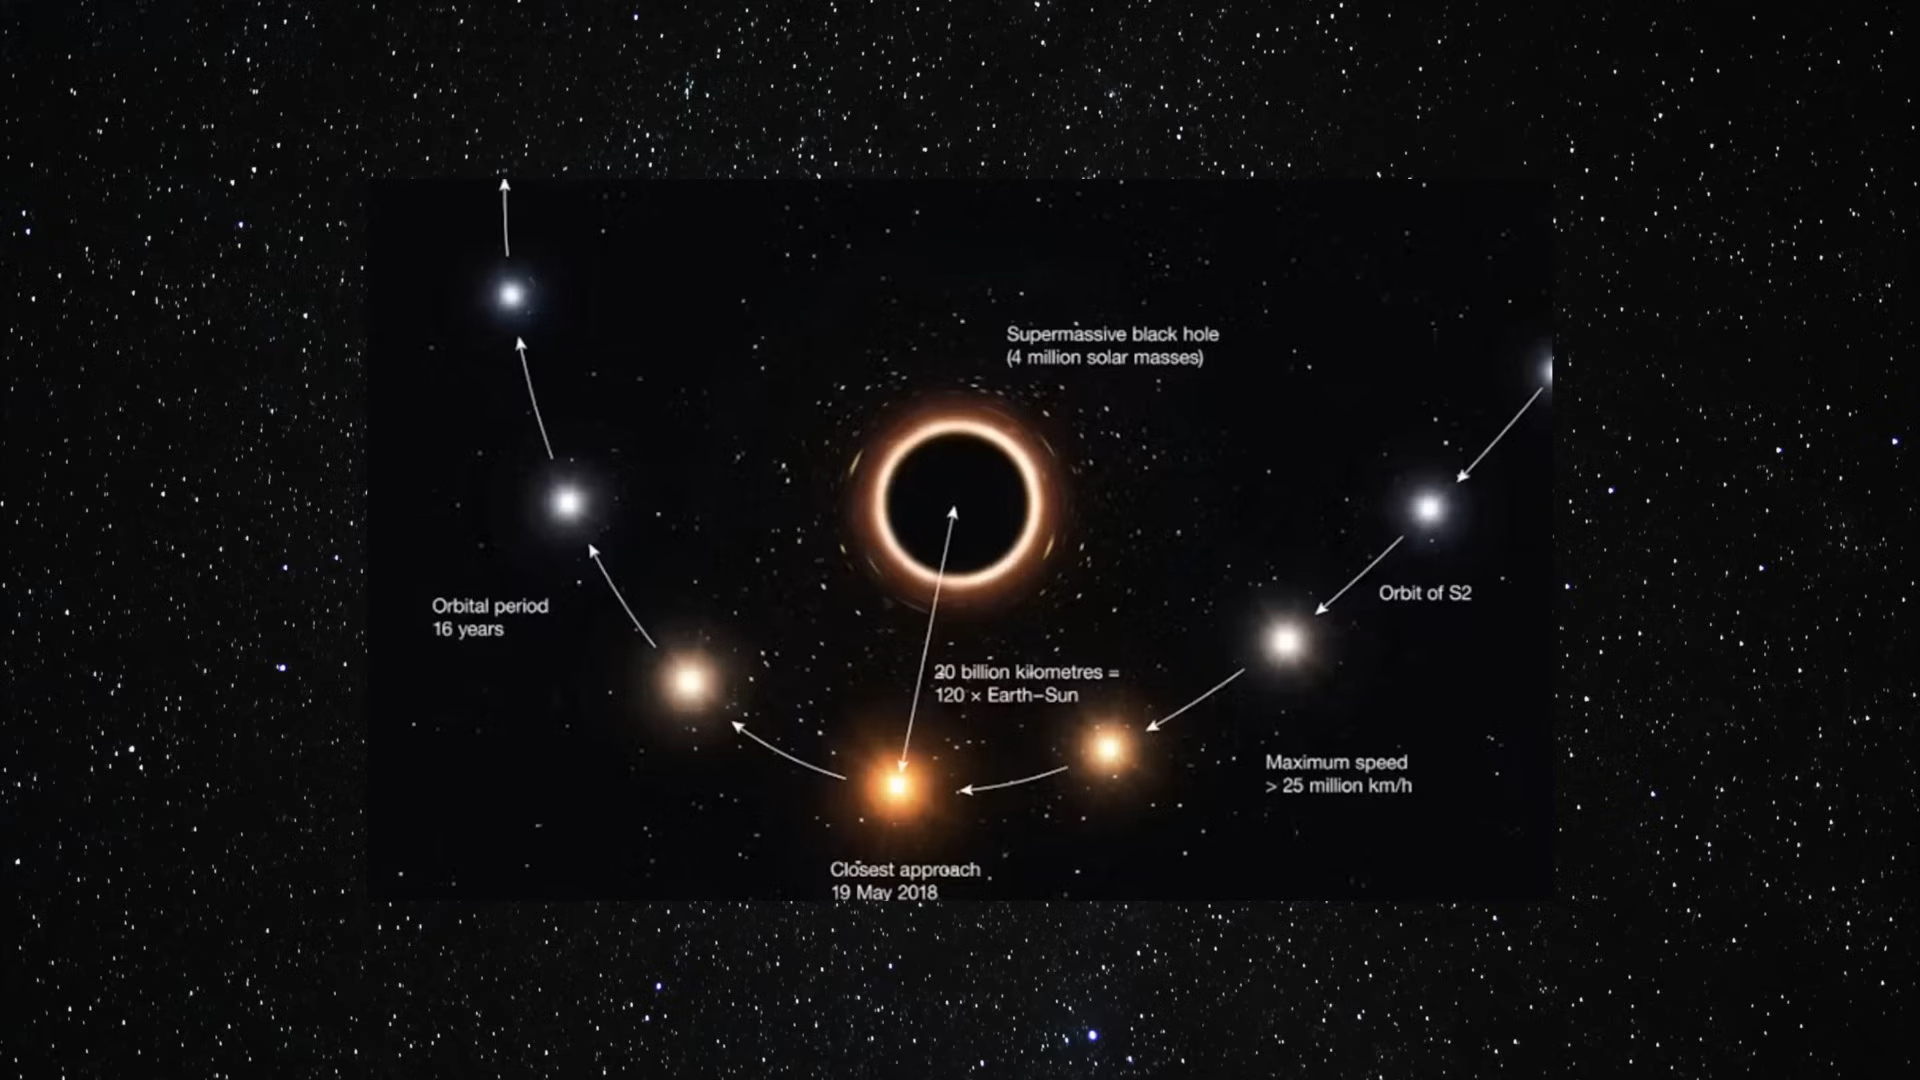 Supermassive black hole
(4 million solar masses)
Orbit of S2
Orbital period
16 years
20 billion kilometres =
120 × Earth–Sun
Maximum speed
> 25 million km/h
Closest approach
19 May 2018